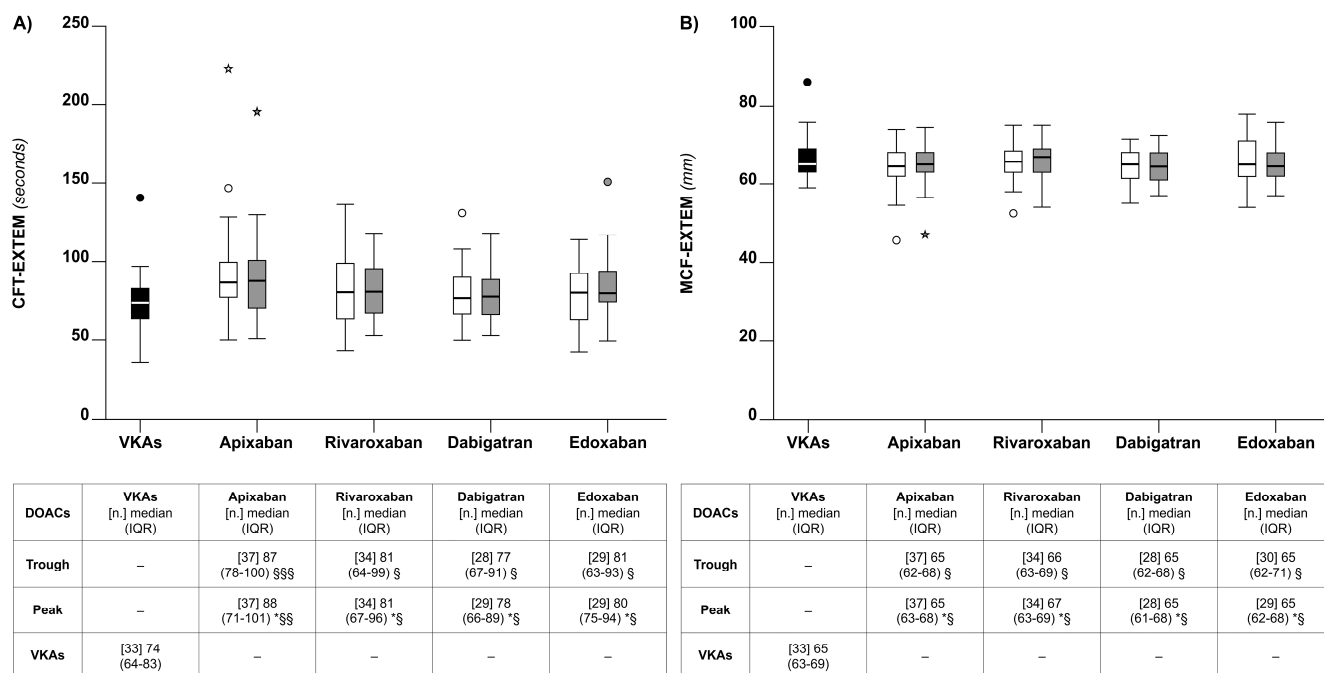 A)
250
200
150
100
50
0
CFT-EXTEM (seconds)
VKAs Apixaban Rivaroxaban Dabigatran Edoxaban
B)
100
80
60
40
20
0
MCF-EXTEM (mm)
VKAs Apixaban Rivaroxaban Dabigatran Edoxaban
DOACs
VKAs
[n.] median
(IQR)
Apixaban
[n.] median
(IQR)
Rivaroxaban
[n.] median
(IQR)
Dabigatran
[n.] median
(IQR)
Edoxaban
[n.] median
(IQR)
Trough
–
[37] 87
(78-100) §§§
[34] 81
(64-99) §
[28] 77
(67-91) §
[29] 81
(63-93) §
Peak
–
[37] 88
(71-101) *§§
[34] 81
(67-96) *§
[29] 78
(66-89) *§
[29] 80
(75-94) *§
VKAs
[33] 74
(64-83)
–
–
–
–
DOACs
VKAs
[n.] median
(IQR)
Apixaban
[n.] median
(IQR)
Rivaroxaban
[n.] median
(IQR)
Dabigatran
[n.] median
(IQR)
Edoxaban
[n.] median
(IQR)
Trough
–
[37] 65
(62-68) §
[34] 66
(63-69) §
[28] 65
(62-68) §
[30] 65
(62-71) §
Peak
–
[37] 65
(63-68) *§
[34] 67
(63-69) *§
[28] 65
(61-68) *§
[29] 65
(62-68) *§
VKAs
[33] 65
(63-69)
–
–
–
–